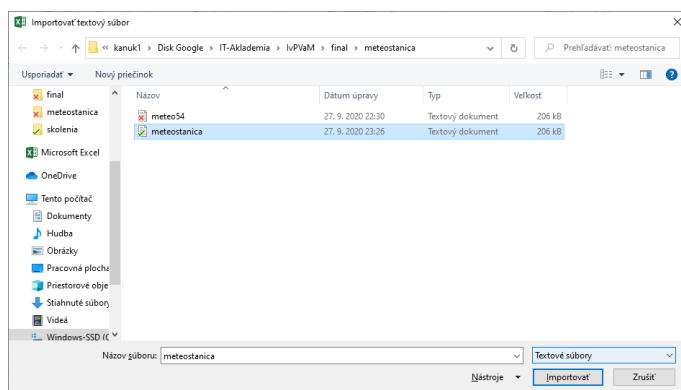 Importovať textový súbor
« kanuk1 › Disk Google › IT-Aklademia › IvPVaM › final › meteostanica
Prehľadávať: meteostanica
Usporiadať Nový priečinok
Názov Dátum úpravy Typ Veľkosť
final
meteostanica
skolenia
Microsoft Excel
OneDrive
Tento počítač
Dokumenty
Hudba
Obrázky
Pracovná plocha
Priestorové obje
Stiahnuté súbory
Videá
Windows-SSD (C
meteo54 27. 9. 2020 22:30 Textový dokument 206 kB
meteostanica 27. 9. 2020 23:26 Textový dokument 206 kB
Názov súboru: meteostanica Textové súbory
Nástroje Importovať Zrušiť